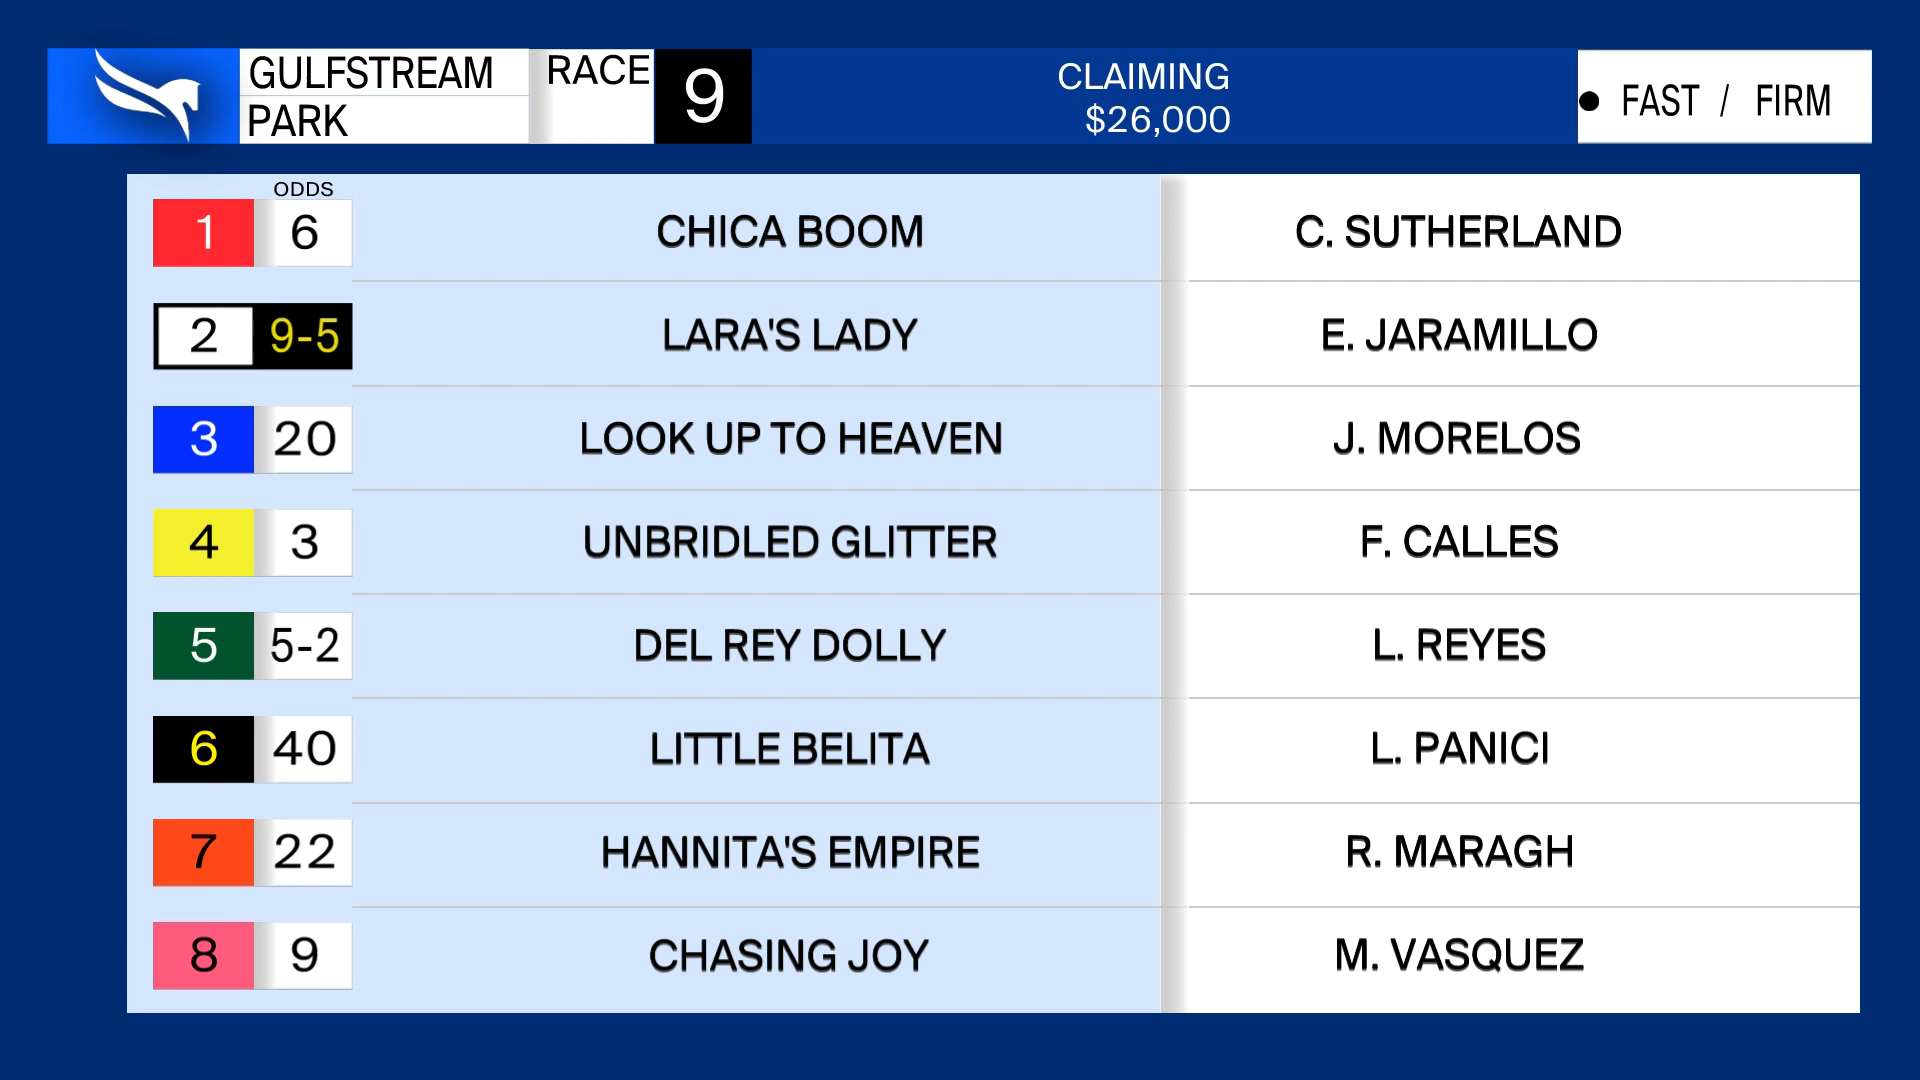 GULFSTREAM
PARK
RACE
9
CLAIMING
$26,000
● FAST / FIRM
ODDS
1 6 CHICA BOOM C. SUTHERLAND
2 9-5 LARA'S LADY E. JARAMILLO
3 20 LOOK UP TO HEAVEN J. MORELOS
4 3 UNBRIDLED GLITTER F. CALLES
5 5-2 DEL REY DOLLY L. REYES
6 40 LITTLE BELITA L. PANICI
7 22 HANNITA'S EMPIRE R. MARAGH
8 9 CHASING JOY M. VASQUEZ